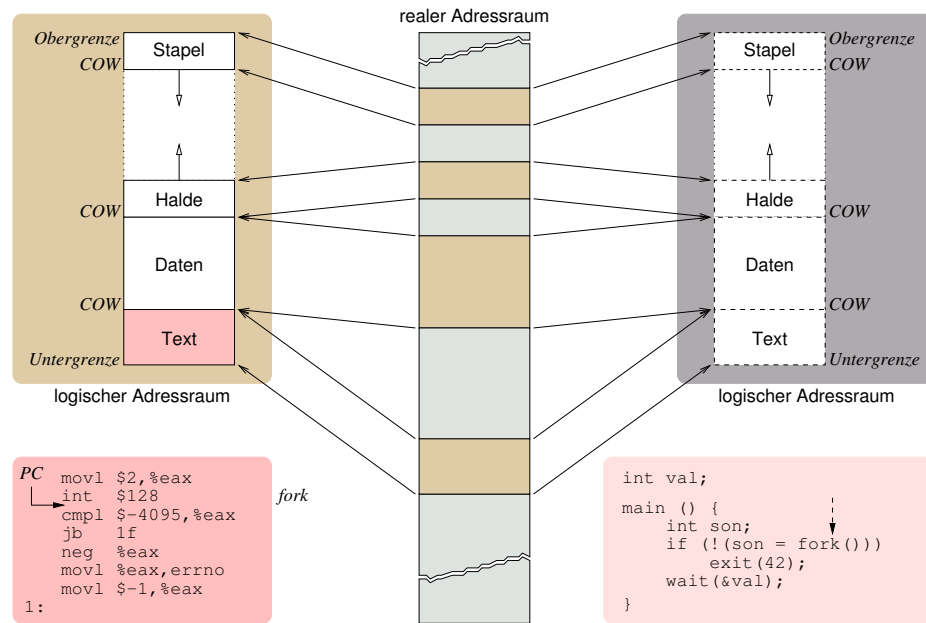 realer Adressraum
Obergrenze
Stapel
COW
Halde
COW
Daten
COW
Text
Untergrenze
logischer Adressraum
Obergrenze
Stapel
COW
Halde
COW
Daten
COW
Text
Untergrenze
logischer Adressraum
PC
movl $2,%eax
int $128
cmpl $-4095,%eax
jb 1f
neg %eax
movl %eax,errno
movl $-1,%eax
1:
fork
int val;
main () {
int son;
if (!(son = fork()))
exit(42);
wait(&val);
}